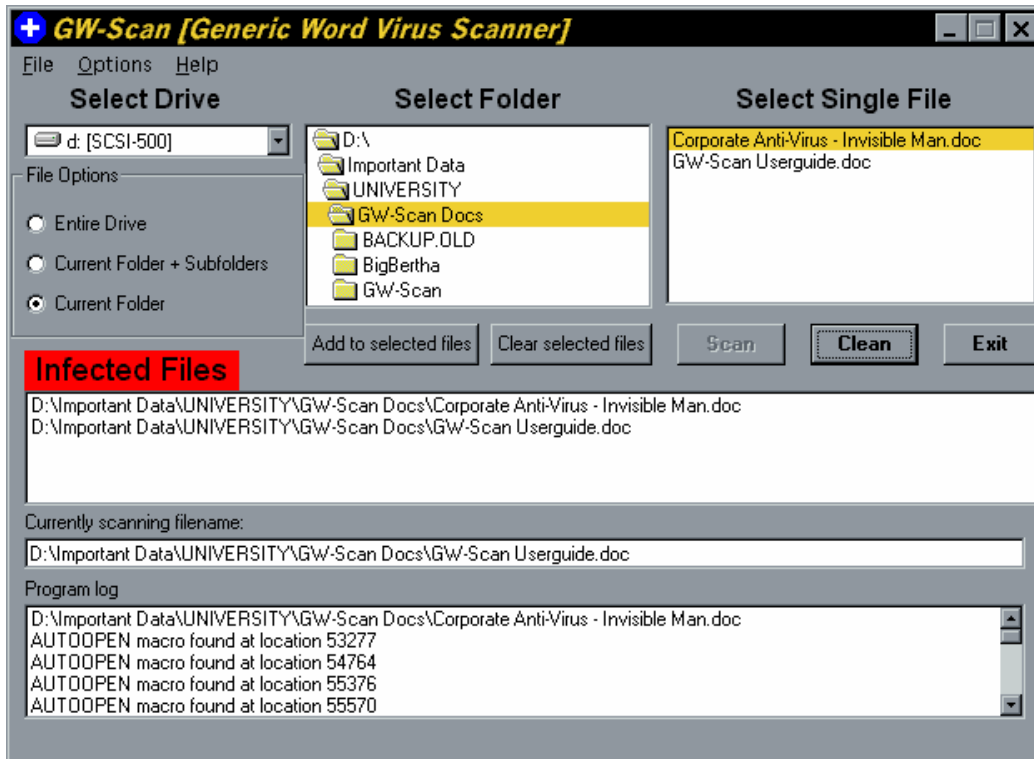 GW-Scan [Generic Word Virus Scanner]
File Options Help
Select Drive
Select Folder
Select Single File
d: [SCSI-500]
File Options
Entire Drive
Current Folder + Subfolders
Current Folder
D:\
Important Data
UNIVERSITY
GW-Scan Docs
BACKUP.OLD
BigBertha
GW-Scan
Corporate Anti-Virus - Invisible Man.doc
GW-Scan Userguide.doc
Add to selected files
Clear selected files
Scan
Clean
Exit
Infected Files
D:\Important Data\UNIVERSITY\GW-Scan Docs\Corporate Anti-Virus - Invisible Man.doc
D:\Important Data\UNIVERSITY\GW-Scan Docs\GW-Scan Userguide.doc
Currently scanning filename:
D:\Important Data\UNIVERSITY\GW-Scan Docs\GW-Scan Userguide.doc
Program log
D:\Important Data\UNIVERSITY\GW-Scan Docs\Corporate Anti-Virus - Invisible Man.doc
AUTOOPEN macro found at location 53277
AUTOOPEN macro found at location 54764
AUTOOPEN macro found at location 55376
AUTOOPEN macro found at location 55570